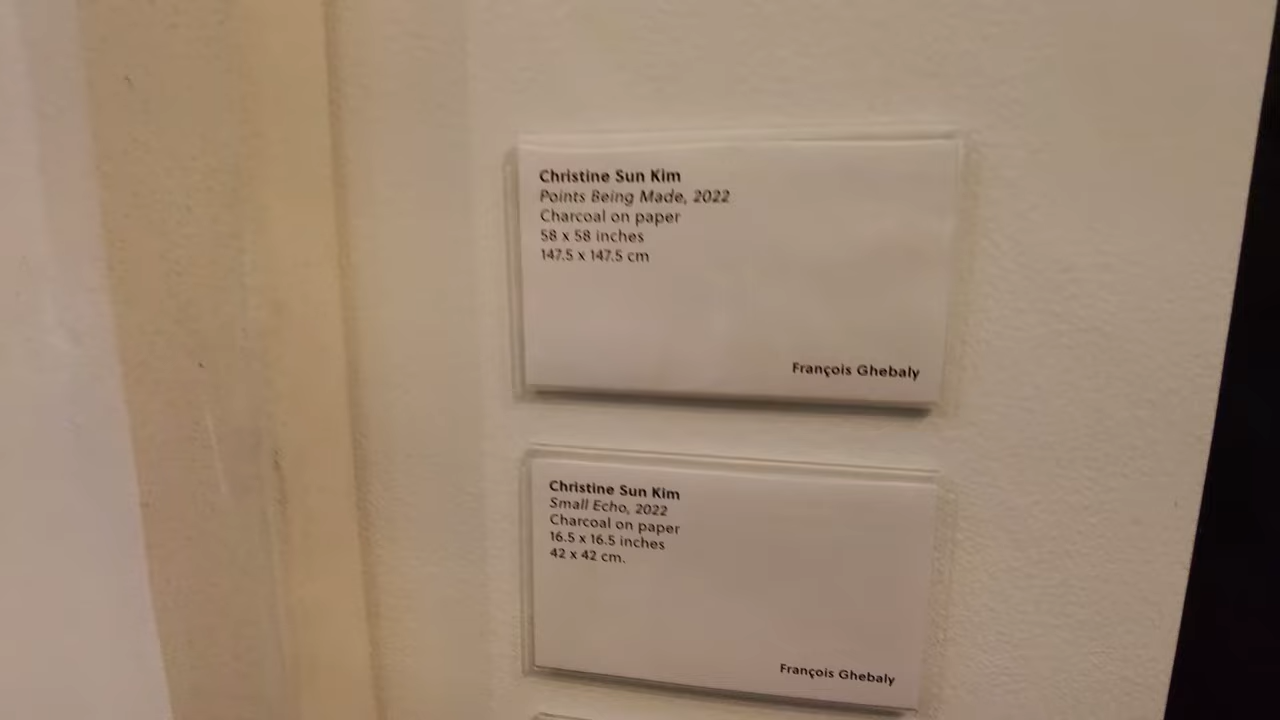 Christine Sun Kim
Points Being Made, 2022
Charcoal on paper
58 x 58 inches
147.5 x 147.5 cm
François Ghebaly
Christine Sun Kim
Small Echo, 2022
Charcoal on paper
16.5 x 16.5 inches
42 x 42 cm.
François Ghebaly